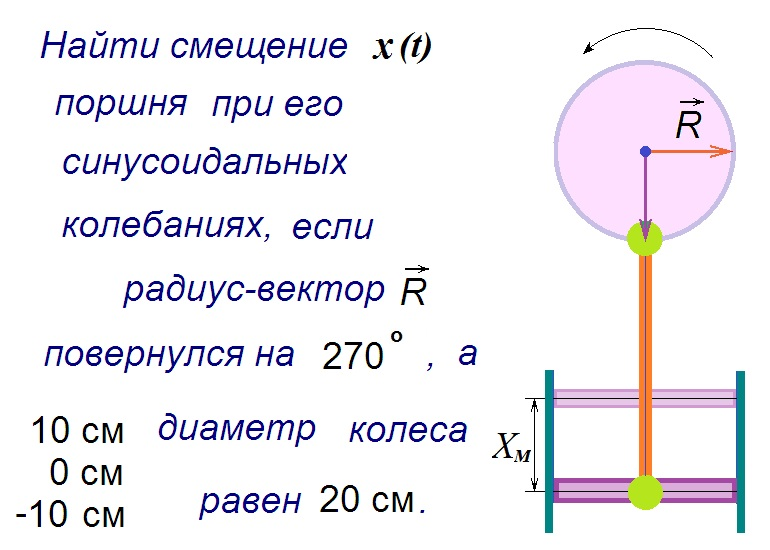 Найти смещение x (t)
поршня при его
синусоидальных
колебаниях, если
радиус-вектор R
повернулся на 270°, а
диаметр колеса
равен 20 см.
10 см
0 см
-10 см
R
Xм